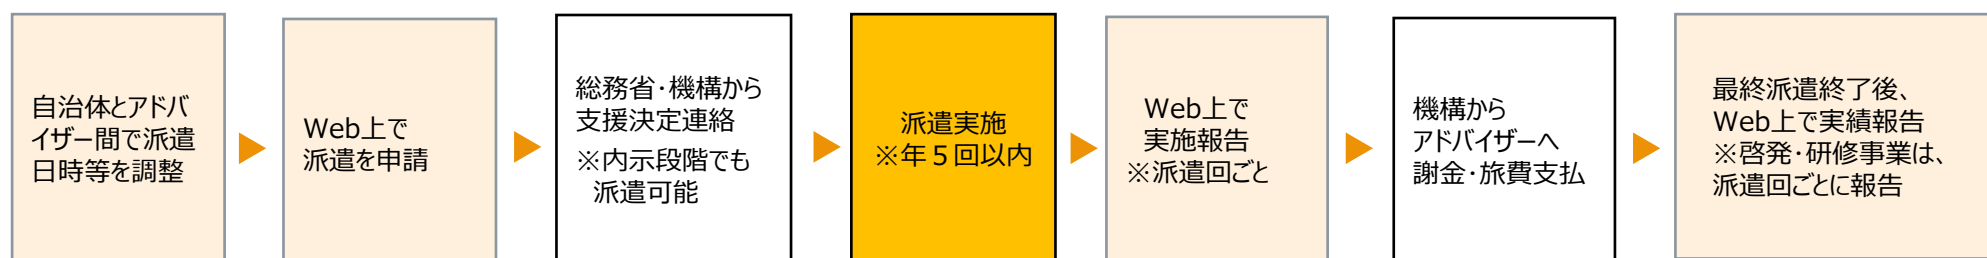 自治体とアドバ
イザー間で派遣
日時等を調整
Web上で
派遣を申請
総務省・機構から
支援決定連絡
※内示段階でも
派遣可能
派遣実施
※年５回以内
Web上で
実施報告
※派遣回ごと
機構から
アドバイザーへ
謝金・旅費支払
最終派遣終了後、
Web上で実績報告
※啓発・研修事業は、
派遣回ごとに報告